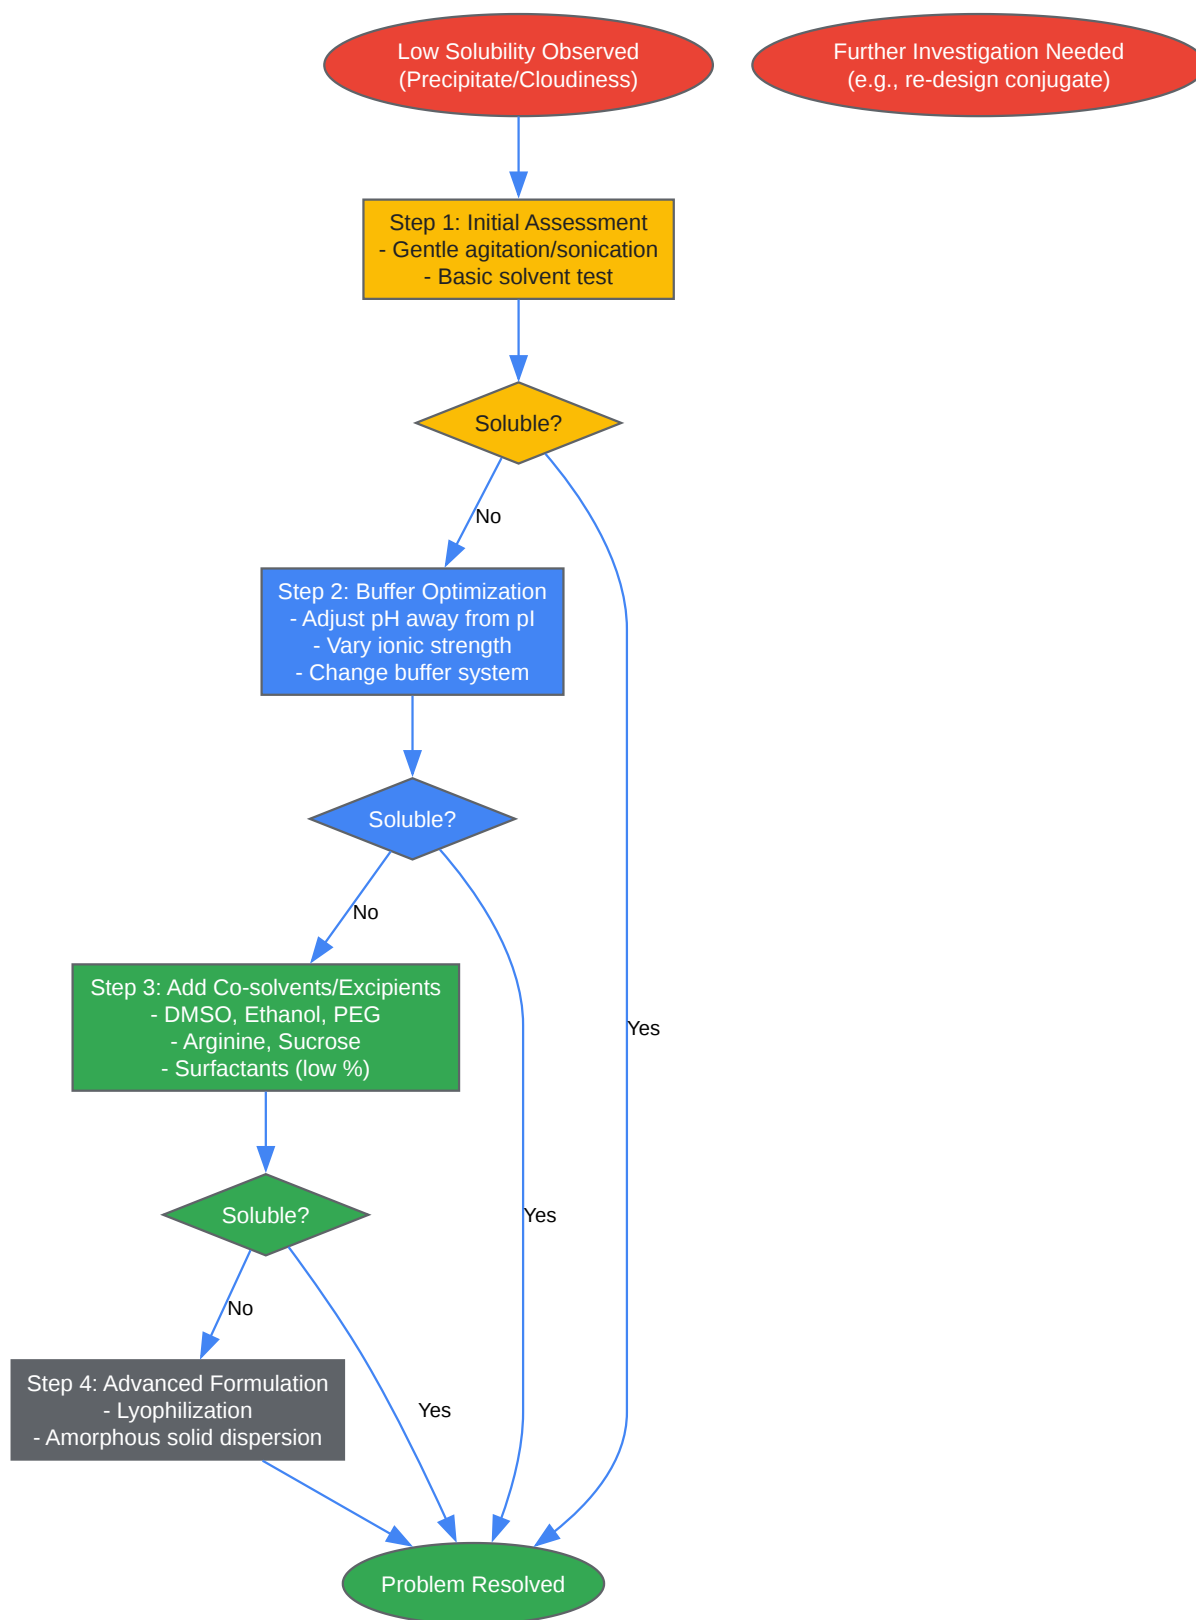 Low Solubility Observed
(Precipitate/Cloudiness)
Further Investigation Needed
(e.g., re-design conjugate)
Step 1: Initial Assessment
- Gentle agitation/sonication
- Basic solvent test
Soluble?
No
Step 2: Buffer Optimization
- Adjust pH away from pI
- Vary ionic strength
- Change buffer system
Soluble?
No
Step 3: Add Co-solvents/Excipients
- DMSO, Ethanol, PEG
- Arginine, Sucrose
- Surfactants (low %)
Yes
Soluble?
Yes
No
Step 4: Advanced Formulation
- Lyophilization
- Amorphous solid dispersion
Yes
Problem Resolved